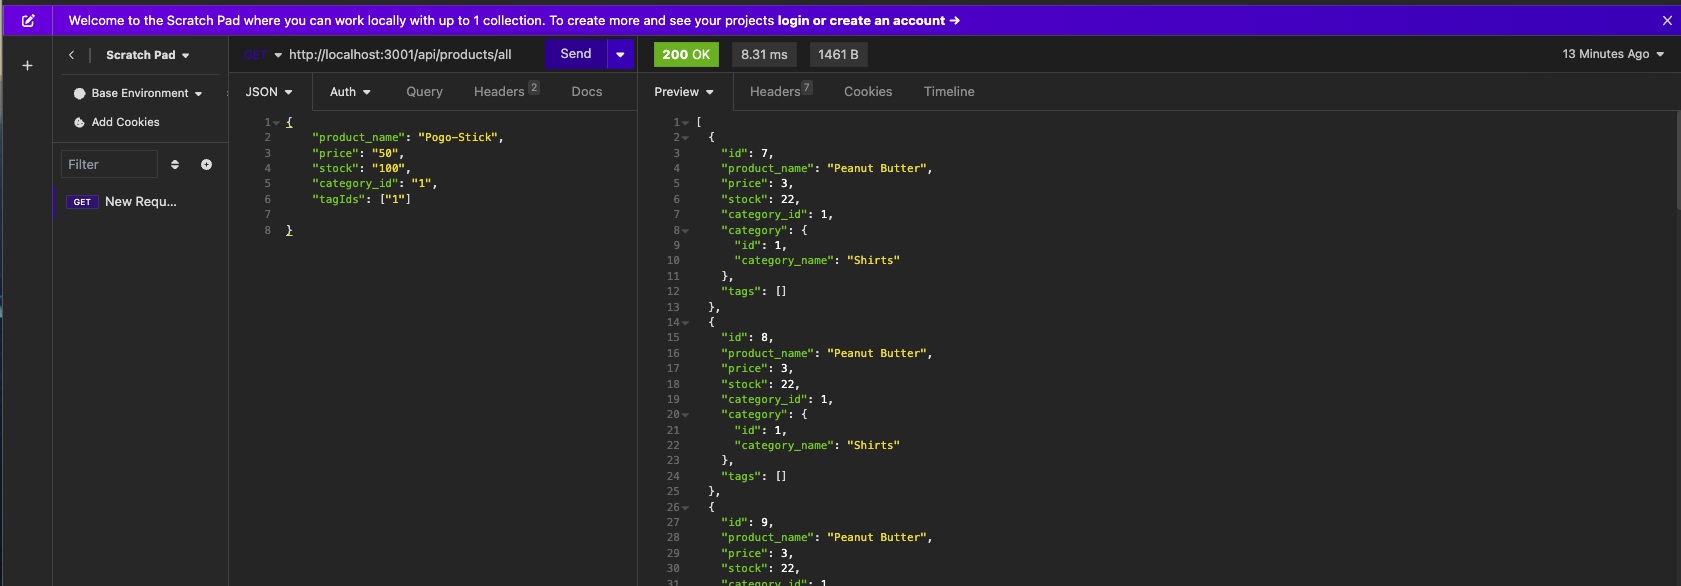 Welcome to the Scratch Pad where you can work locally with up to 1 collection. To create more and see your projects login or create an account →
Scratch Pad
Base Environment
Add Cookies
Filter
GET New Requ...
GET http://localhost:3001/api/products/all Send
JSON Auth Query Headers 2 Docs
1 {
2 "product_name": "Pogo-Stick",
3 "price": "50",
4 "stock": "100",
5 "category_id": "1",
6 "tagIds": ["1"]
7
8 }
200 OK 8.31 ms 1461 B 13 Minutes Ago
Preview Headers 7 Cookies Timeline
1 [
2 {
3 "id": 7,
4 "product_name": "Peanut Butter",
5 "price": 3,
6 "stock": 22,
7 "category_id": 1,
8 "category": {
9 "id": 1,
10 "category_name": "Shirts"
11 },
12 "tags": []
13 },
14 {
15 "id": 8,
16 "product_name": "Peanut Butter",
17 "price": 3,
18 "stock": 22,
19 "category_id": 1,
20 "category": {
21 "id": 1,
22 "category_name": "Shirts"
23 },
24 "tags": []
25 },
26 {
27 "id": 9,
28 "product_name": "Peanut Butter",
29 "price": 3,
30 "stock": 22,
31 "category_id": 1